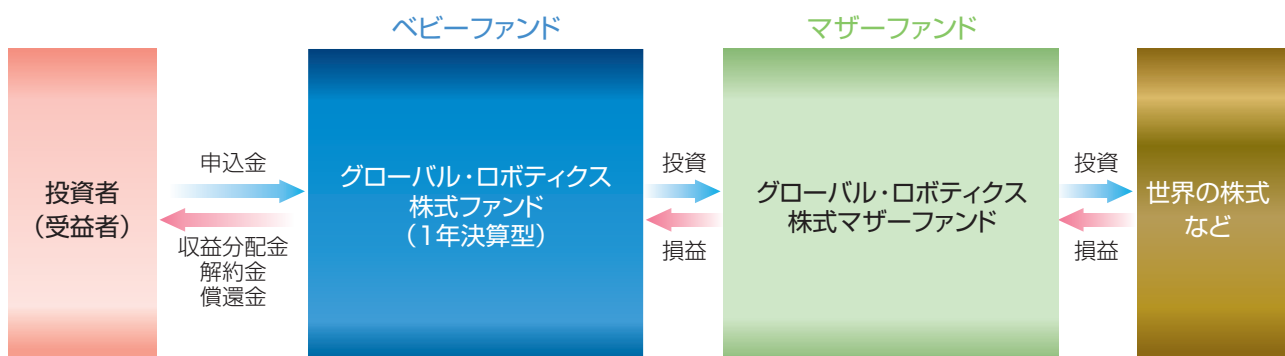 ベビーファンド
マザーファンド
投資者
（受益者）
申込金
収益分配金
解約金
償還金
グローバル・ロボティクス
株式ファンド
（1年決算型）
投資
損益
グローバル・ロボティクス
株式マザーファンド
投資
損益
世界の株式
など